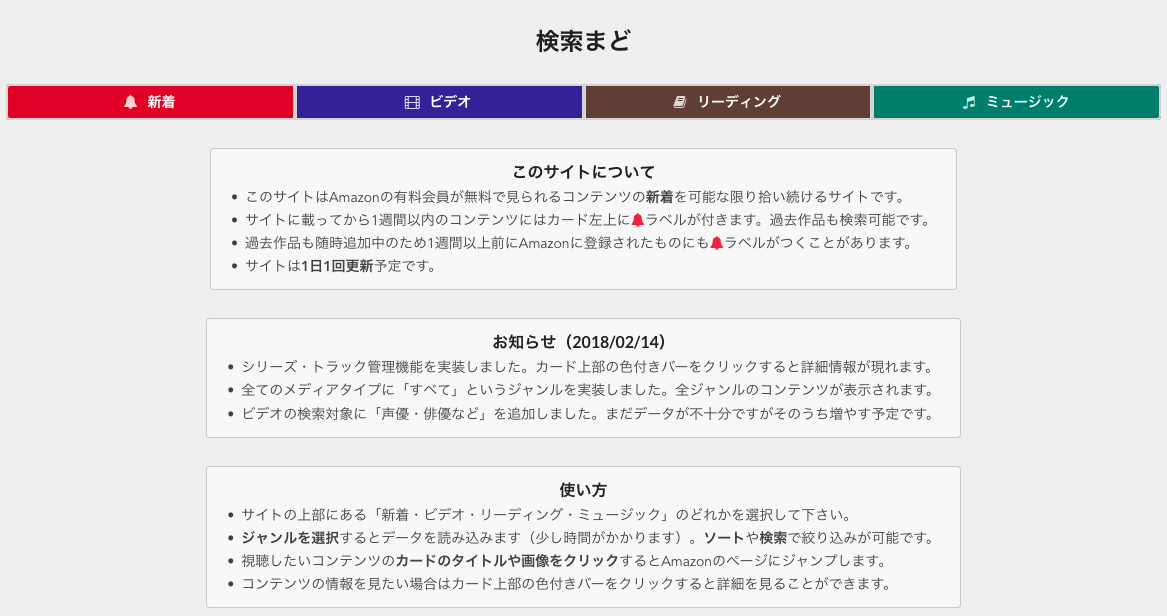 検索まど
新着
ビデオ
リーディング
ミュージック
このサイトについて
このサイトはAmazonの有料会員が無料で見られるコンテンツの新着を可能な限り拾い続けるサイトです。
サイトに載ってから1週間以内のコンテンツにはカード左上にラベルが付きます。過去作品も検索可能です。
過去作品も随時追加中のため1週間以上前にAmazonに登録されたものにもラベルがつくことがあります。
サイトは1日1回更新予定です。
お知らせ（2018/02/14）
シリーズ・トラック管理機能を実装しました。カード上部の色付きバーをクリックすると詳細情報が現れます。
全てのメディアタイプに「すべて」というジャンルを実装しました。全ジャンルのコンテンツが表示されます。
ビデオの検索対象に「声優・俳優など」を追加しました。まだデータが不十分ですがそのうち増やす予定です。
使い方
サイトの上部にある「新着・ビデオ・リーディング・ミュージック」のどれかを選択して下さい。
ジャンルを選択するとデータを読み込みます（少し時間がかかります）。ソートや検索で絞り込みが可能です。
視聴したいコンテンツのカードのタイトルや画像をクリックするとAmazonのページにジャンプします。
コンテンツの情報を見たい場合はカード上部の色付きバーをクリックすると詳細を見ることができます。